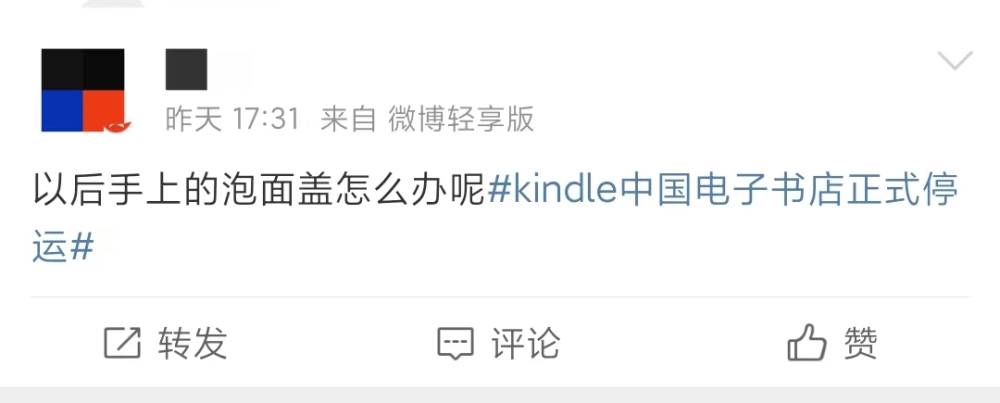 昨天 17:31 来自 微博轻享版
以后手上的泡面盖怎么办呢#kindle中国电子书店正式停
运#
转发 评论 赞